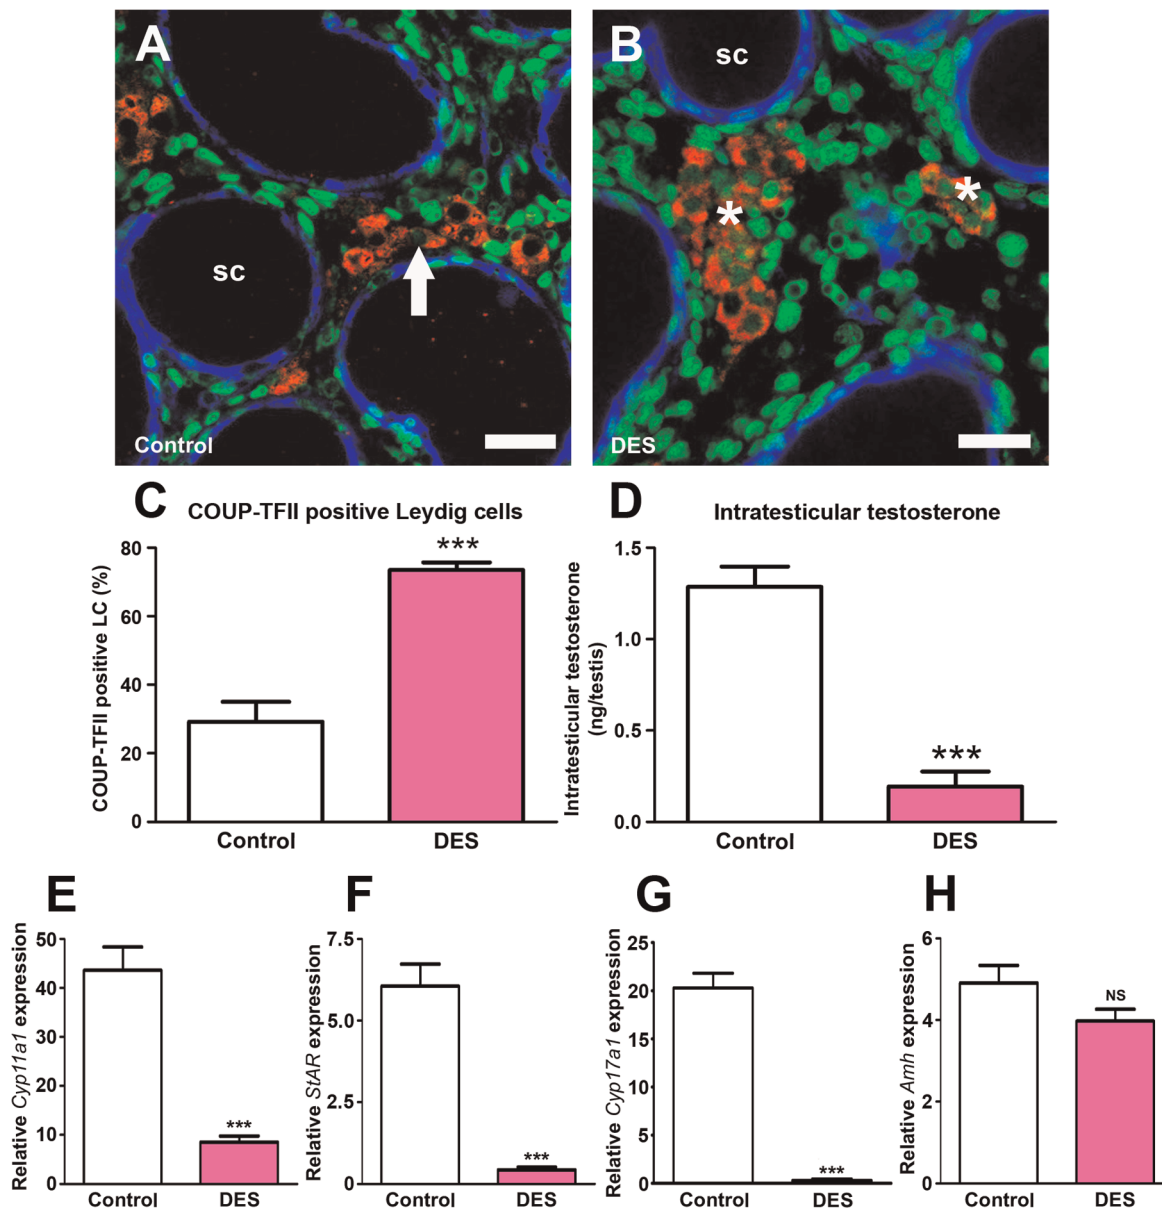 A
sc
sc
Control
B
sc
*
*
DES
C
COUP-TFII positive Leydig cells
COUP-TFII positive LC (%)
80
60
40
20
0
***
Control
DES
D
Intratesticular testosterone
Intratesticular testosterone
(ng/testis)
1.5
1.0
0.5
0.0
***
Control
DES
E
Relative Cyp11a1 expression
50
40
30
20
10
0
***
Control
DES
F
Relative StAR expression
7.5
5.0
2.5
0.0
***
Control
DES
G
Relative Cyp17a1 expression
25
20
15
10
5
0
***
Control
DES
H
Relative Amh expression
6
4
2
0
NS
Control
DES